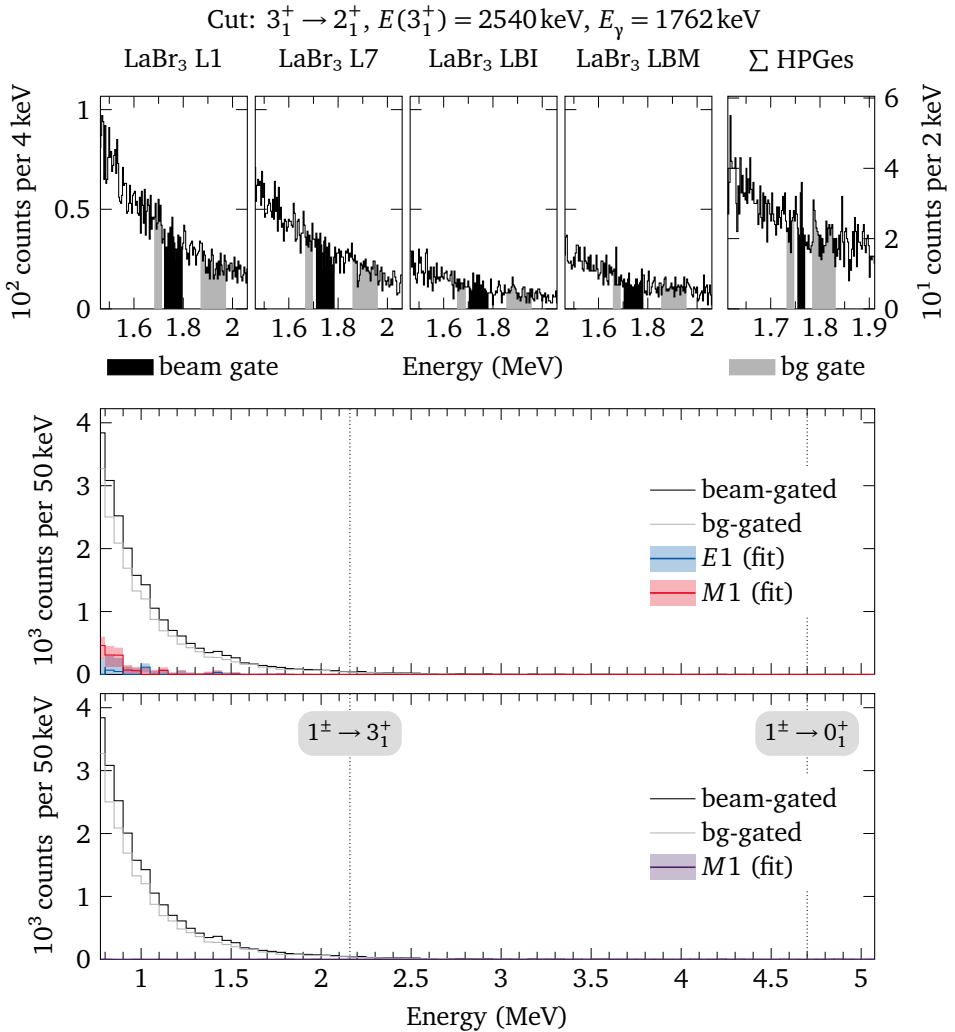 Cut: 3₁⁺ → 2₁⁺, E(3₁⁺) = 2540 keV, Eγ = 1762 keV
LaBr₃ L1 LaBr₃ L7 LaBr₃ LBI LaBr₃ LBM ∑ HPGes
10² counts per 4 keV
1
0.5
0
6
4
2
0
10¹ counts per 2 keV
1.6 1.8 2 1.6 1.8 2 1.6 1.8 2 1.6 1.8 2 1.7 1.8 1.9
beam gate Energy (MeV) bg gate
10³ counts per 50 keV
4
3
2
1
0
beam-gated
bg-gated
E1 (fit)
M1 (fit)
10³ counts per 50 keV
4
3
2
1
0
1± → 3₁⁺ 1± → 0₁⁺
beam-gated
bg-gated
M1 (fit)
1 1.5 2 2.5 3 3.5 4 4.5 5
Energy (MeV)